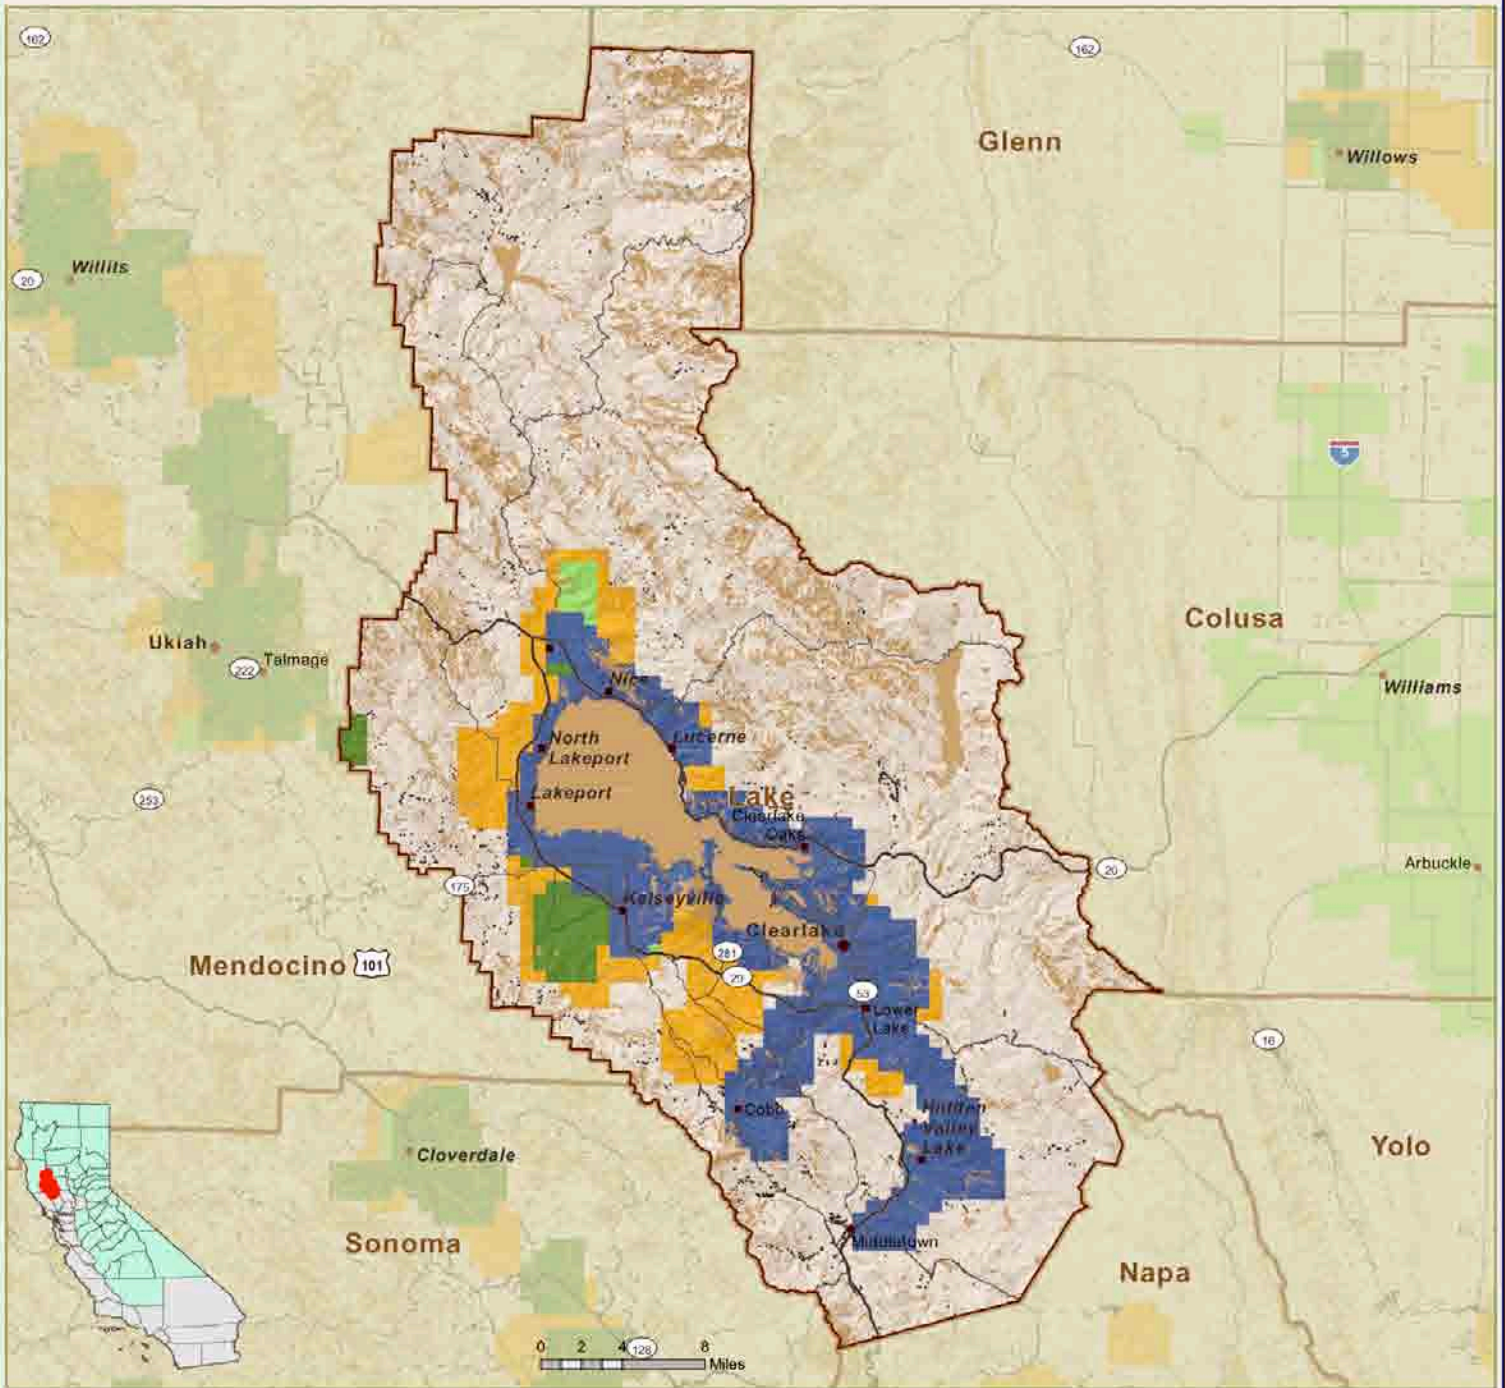 162
162
Glenn
Willows
Willits
20
5
Colusa
Ukiah
222
Talmage
Nice
Williams
North
Lakeport
Lucerne
253
Lakeport
Lake
Clearlake
Oaks
Arbuckle
20
175
Kelseyville
Clearlake
281
Mendocino
101
29
53
Lower
Lake
16
Cobb
Hidden
Valley
Lake
Yolo
Cloverdale
Sonoma
Middletown
Napa
0 2 4 8
128
Miles